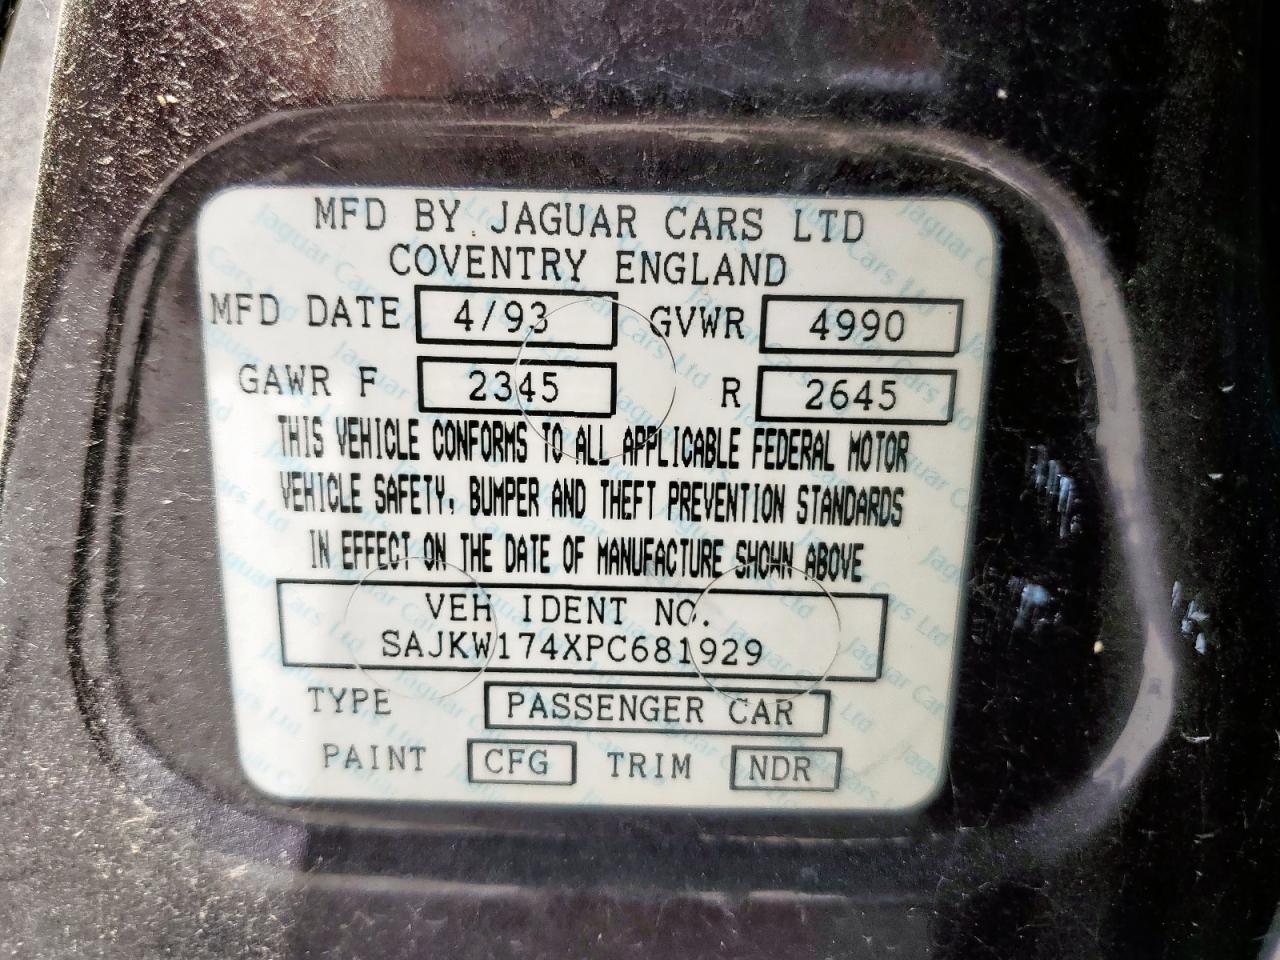 MFD BY JAGUAR CARS LTD
COVENTRY ENGLAND
MFD DATE 4/93 GVWR 4990
GAWR F 2345 R 2645
THIS VEHICLE CONFORMS TO ALL APPLICABLE FEDERAL MOTOR
VEHICLE SAFETY, BUMPER AND THEFT PREVENTION STANDARDS
IN EFFECT ON THE DATE OF MANUFACTURE SHOWN ABOVE
VEH IDENT NO.
SAJKW174XPC681929
TYPE PASSENGER CAR
PAINT CFG TRIM NDR